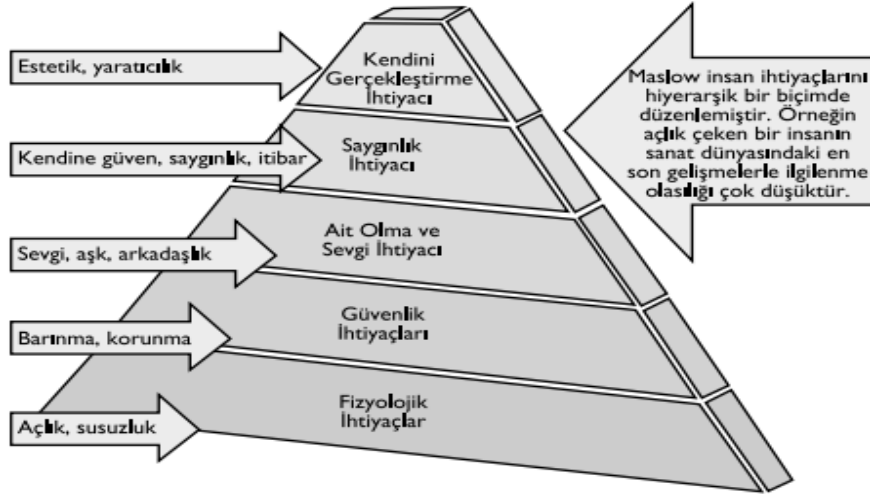 Estetik, yaratıcılık
Kendini
Gerçekleştirme
İhtiyacı
Kendine güven, saygınlık, itibar
Saygınlık
İhtiyacı
Sevgi, aşk, arkadaşlık
Ait Olma ve
Sevgi İhtiyacı
Barınma, korunma
Güvenlik
İhtiyaçları
Açlık, susuzluk
Fizyolojik
İhtiyaçlar
Maslow insan ihtiyaçlarını
hiyerarşik bir biçimde
düzenlemiştir. Örneğin
açlık çeken bir insanın
sanat dünyasındaki en
son gelişmelerle ilgilenme
olasılığı çok düşüktür.